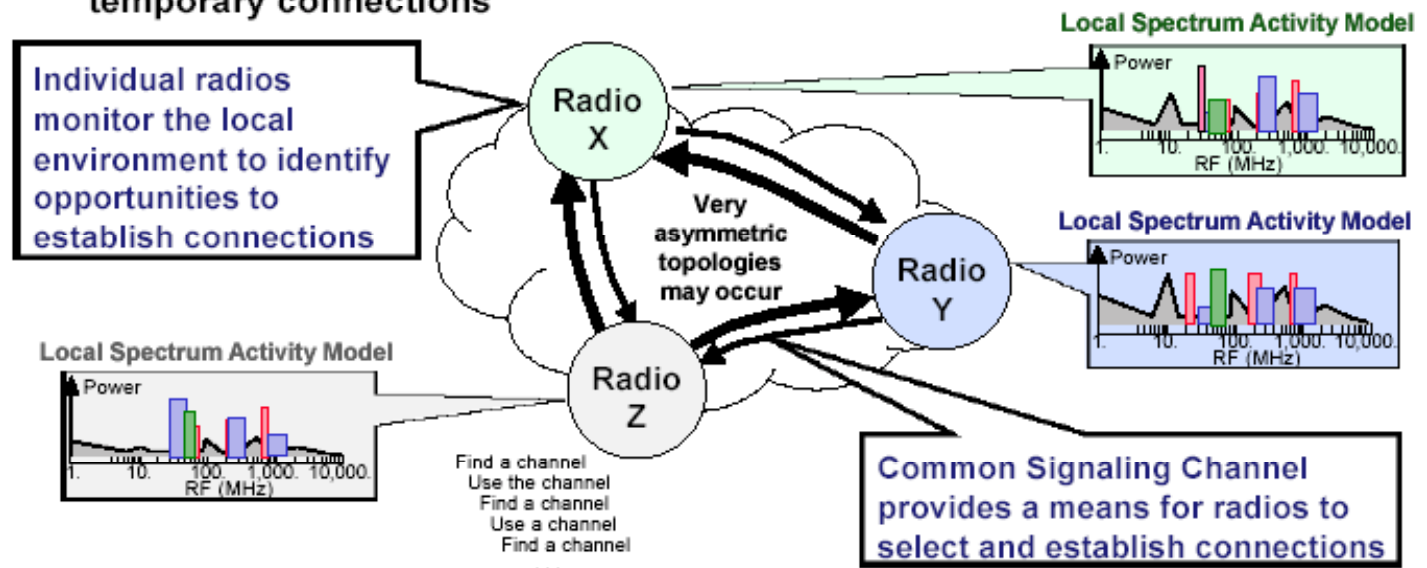 temporary connections
Individual radios
monitor the local
environment to identify
opportunities to
establish connections
Radio
X
Local Spectrum Activity Model
Power
1. 10. 100. 1,000. 10,000.
RF (MHz)
Very
asymmetric
topologies
may occur
Radio
Y
Local Spectrum Activity Model
Power
1. 10. 100. 1,000. 10,000.
RF (MHz)
Local Spectrum Activity Model
Power
1. 10. 100. 1,000. 10,000.
RF (MHz)
Radio
Z
Find a channel
Use the channel
Find a channel
Use a channel
Find a channel
. . .
Common Signaling Channel
provides a means for radios to
select and establish connections